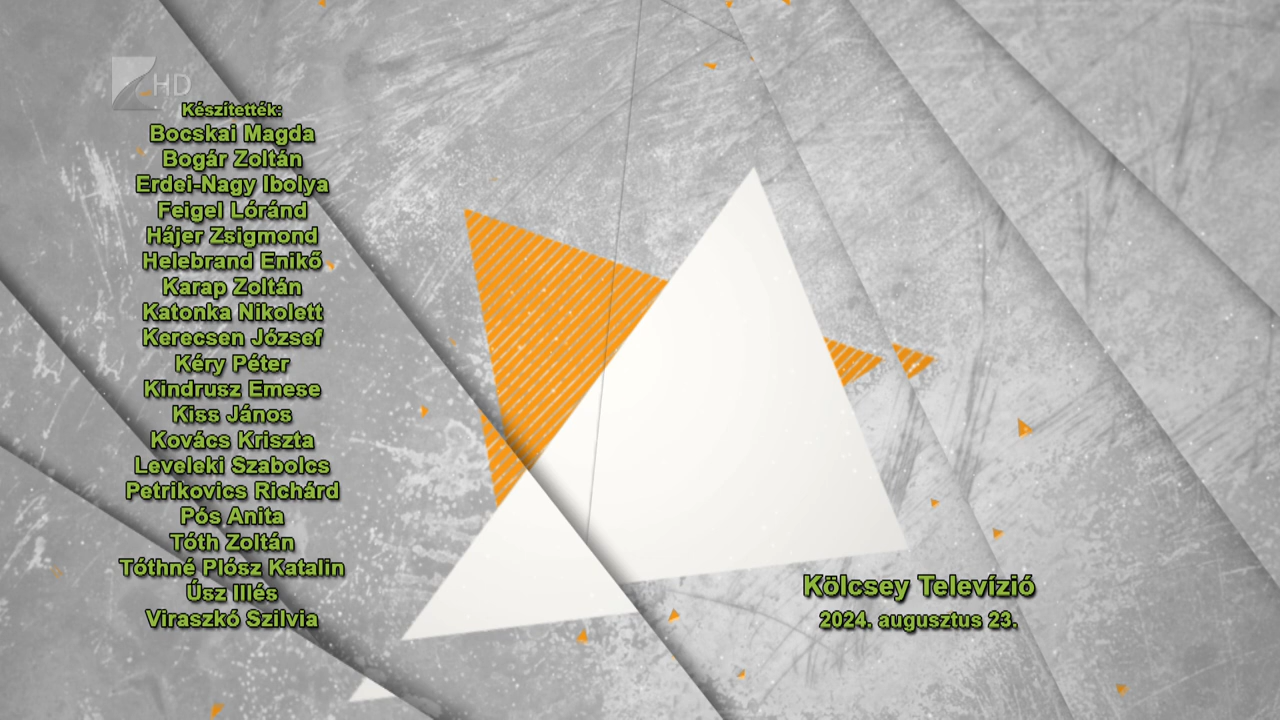 HD
Készítették:
Bocskai Magda
Bogár Zoltán
Erdei-Nagy Ibolya
Feigel Lóránd
Hájer Zsigmond
Helebrand Enikő
Karap Zoltán
Katonka Nikolett
Kerecsen József
Kéry Péter
Kindrusz Emese
Kiss János
Kovács Kriszta
Leveleki Szabolcs
Petrikovics Richárd
Pós Anita
Tóth Zoltán
Tóthné Plósz Katalin
Úsz Illés
Viraszkó Szilvia
Kölcsey Televízió
2024. augusztus 23.